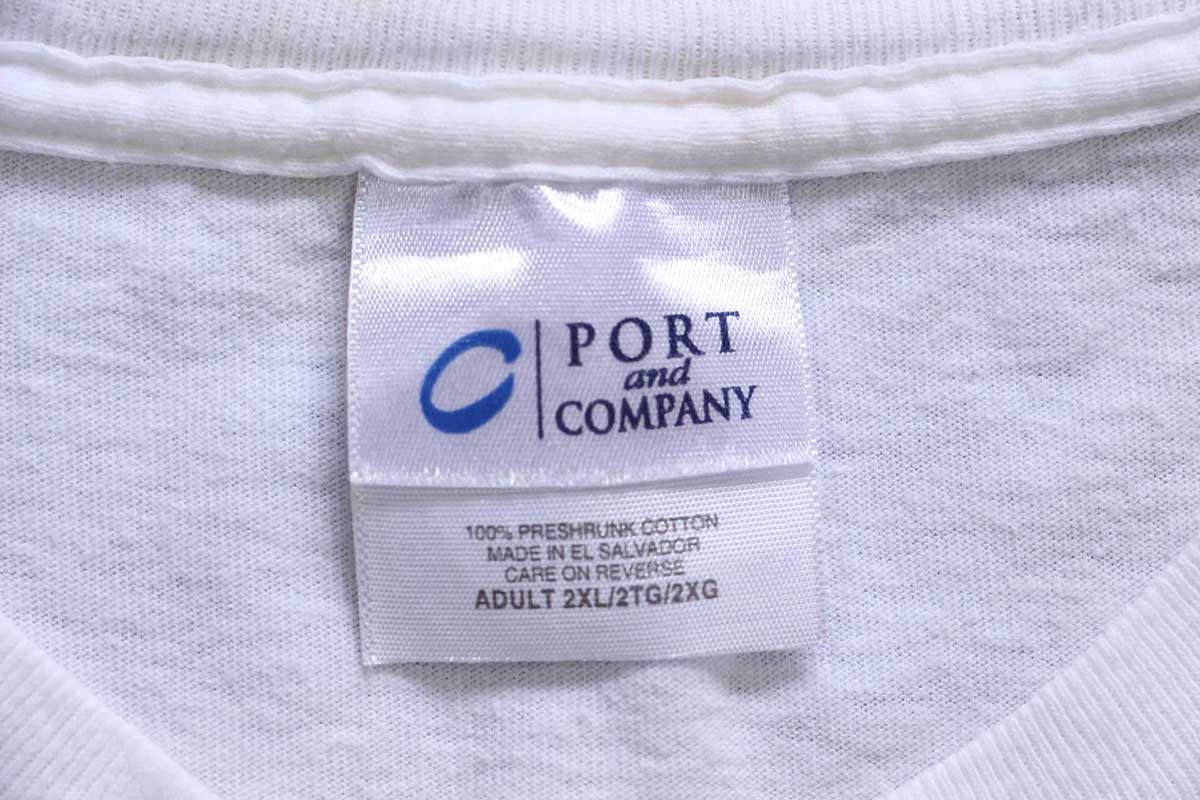 PORT
and
COMPANY
100% PRESHRUNK COTTON
MADE IN EL SALVADOR
CARE ON REVERSE
ADULT 2XL/2TG/2XG